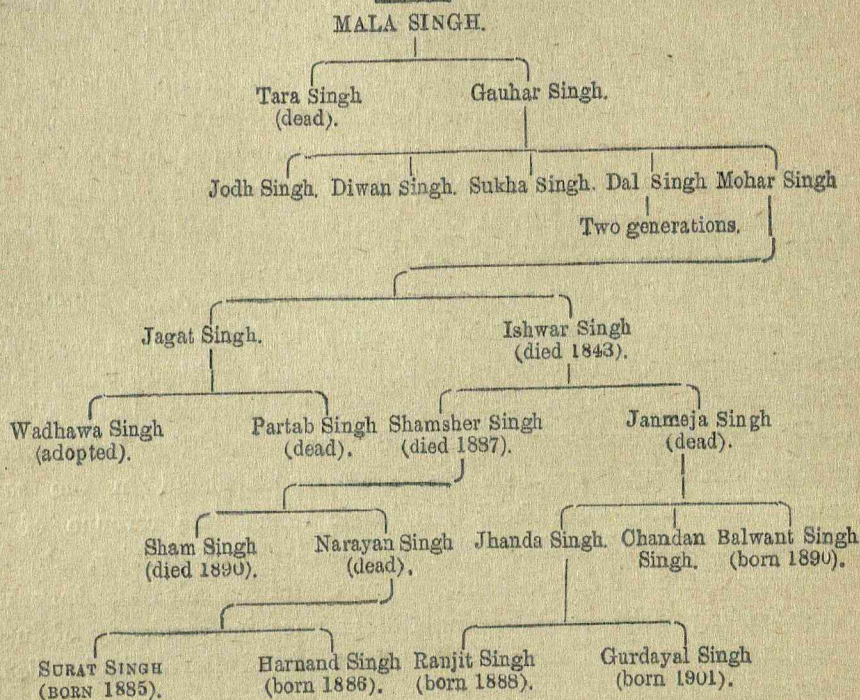 MALA SINGH.
Tara Singh
(dead).
Gauhar Singh.
Jodh Singh. Diwan Singh. Sukha Singh. Dal Singh Mohar Singh
Two generations.
Jagat Singh.
Ishwar Singh
(died 1843).
Wadhawa Singh
(adopted).
Partab Singh
(dead).
Shamsher Singh
(died 1887).
Janmeja Singh
(dead).
Sham Singh
(died 1890).
Narayan Singh
(dead).
Jhanda Singh.
Chandan
Singh.
Balwant Singh
(born 1890).
SURAT SINGH
(BORN 1885).
Harnand Singh
(born 1886).
Ranjit Singh
(born 1888).
Gurdayal Singh
(born 1901).